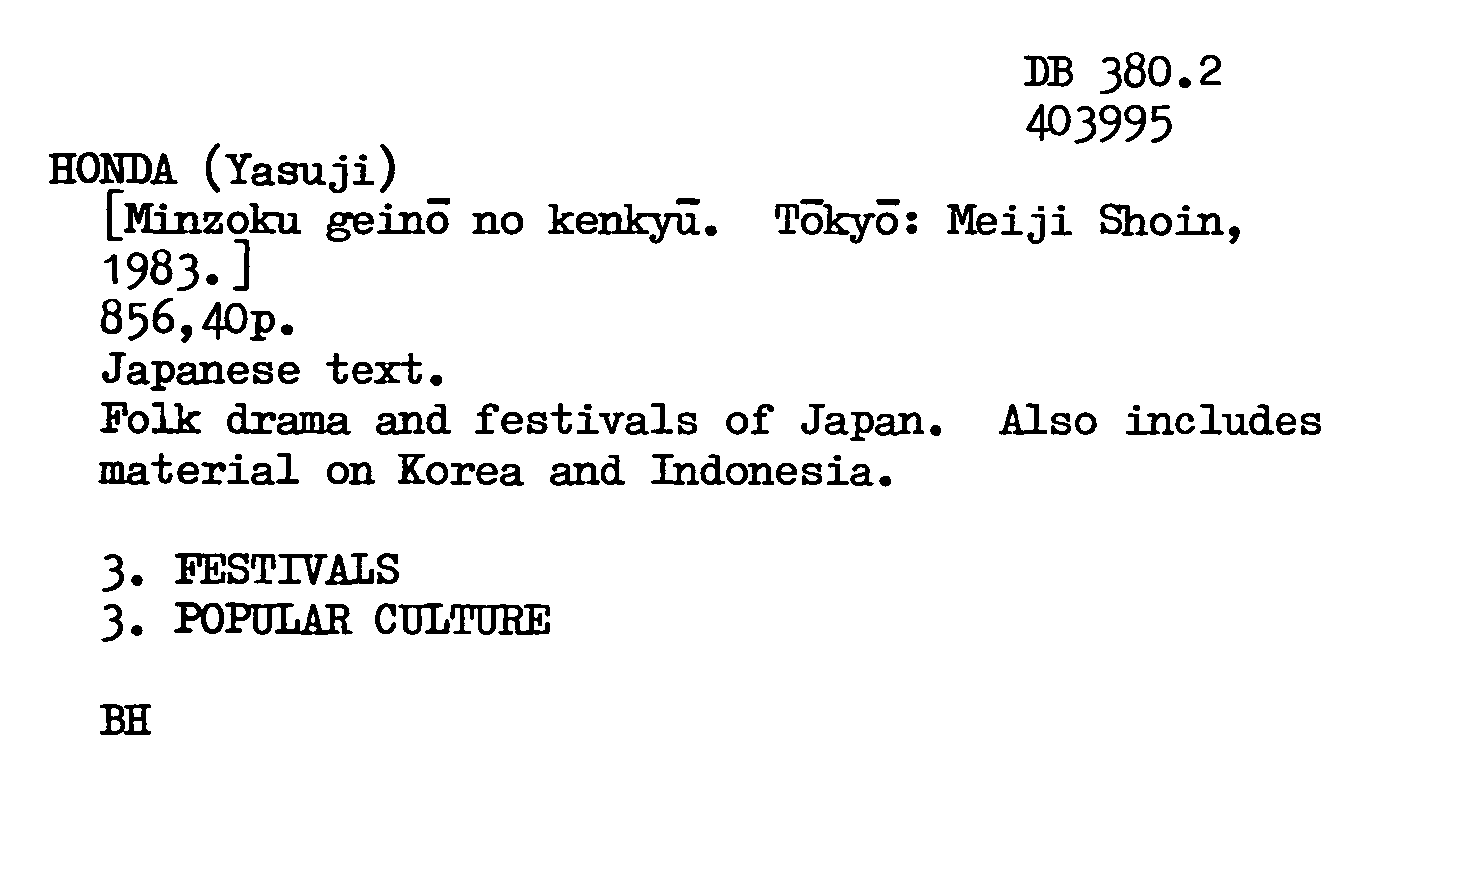 DB 380.2
403995
HONDA (Yasuji)
[Minzoku geinō no kenkyū. Tōkyō: Meiji Shoin,
1983.]
856,40p.
Japanese text.
Folk drama and festivals of Japan. Also includes
material on Korea and Indonesia.
3. FESTIVALS
3. POPULAR CULTURE
BH